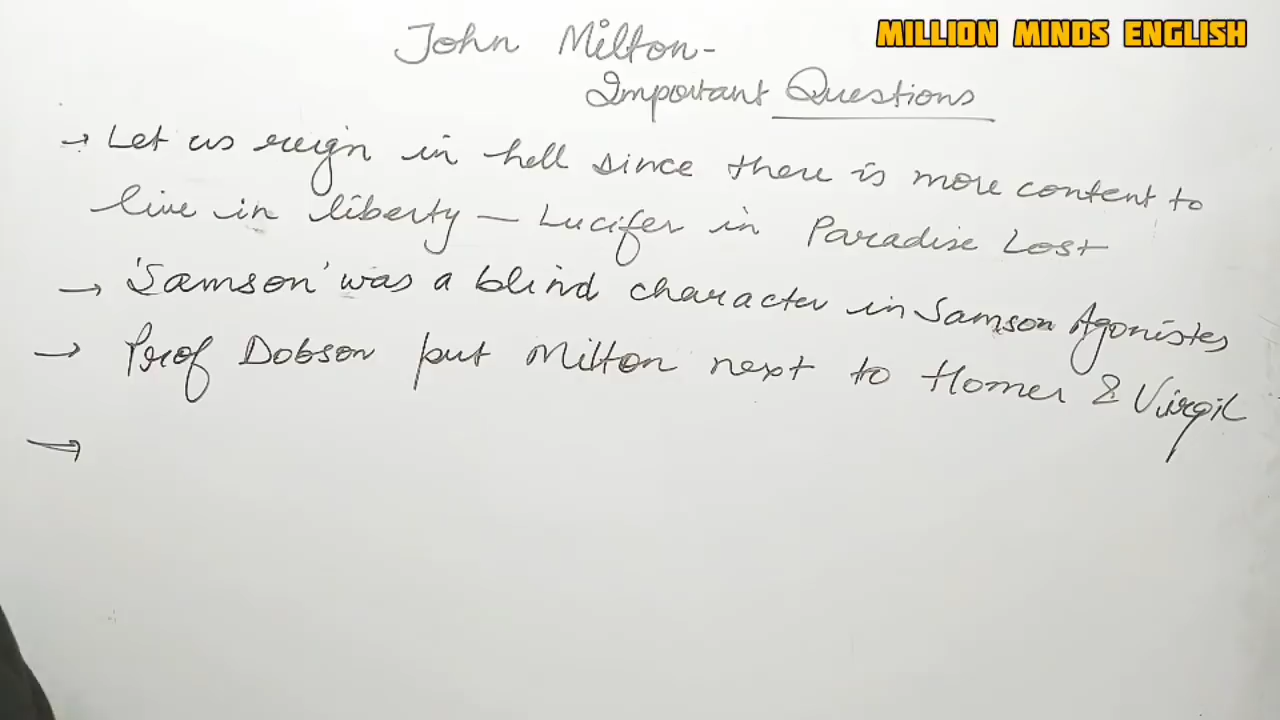 MILLION MINDS ENGLISH
John Milton-
Important Questions
→ Let us reign in hell since there is more content to
live in liberty — Lucifer in Paradise Lost
→ 'Samson' was a blind character in Samson Agonistes
→ Prof Dobson put Milton next to Homer & Virgil
→